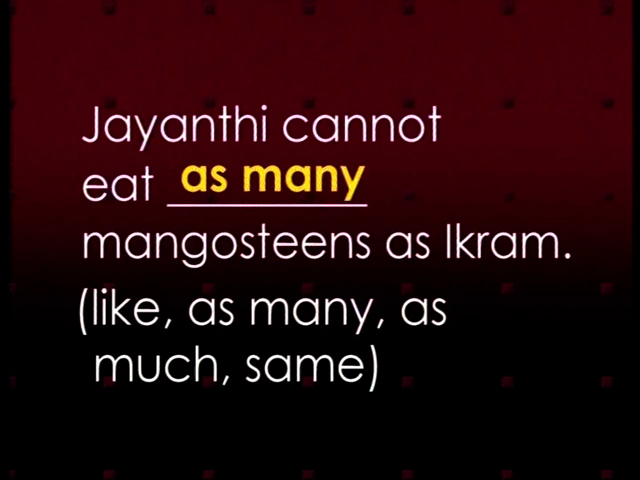 Jayanthi cannot
eat as many
mangosteens as Ikram.
(like, as many, as
much, same)